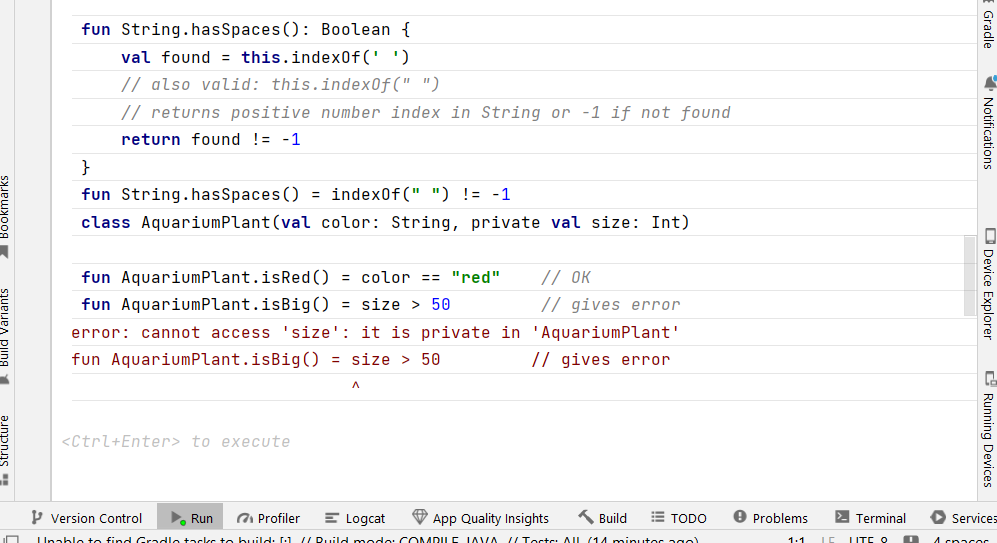 fun String.hasSpaces(): Boolean {
    val found = this.indexOf(' ')
    // also valid: this.indexOf(" ")
    // returns positive number index in String or -1 if not found
    return found != -1
}
fun String.hasSpaces() = indexOf(" ") != -1
class AquariumPlant(val color: String, private val size: Int)
fun AquariumPlant.isRed() = color == "red"    // OK
fun AquariumPlant.isBig() = size > 50         // gives error
error: cannot access 'size': it is private in 'AquariumPlant'
fun AquariumPlant.isBig() = size > 50         // gives error
                            ^
<Ctrl+Enter> to execute
Bookmarks
Build Variants
Structure
Gradle
Notifications
Device Explorer
Running Devices
Version Control Run Profiler Logcat App Quality Insights Build TODO Problems Terminal Services
Unable to find Gradle tasks to build: [:]. // Build mode: COMPILE_JAVA. // Tests: All. (14 minutes ago) 1:1 LF UTF-8 4 spaces